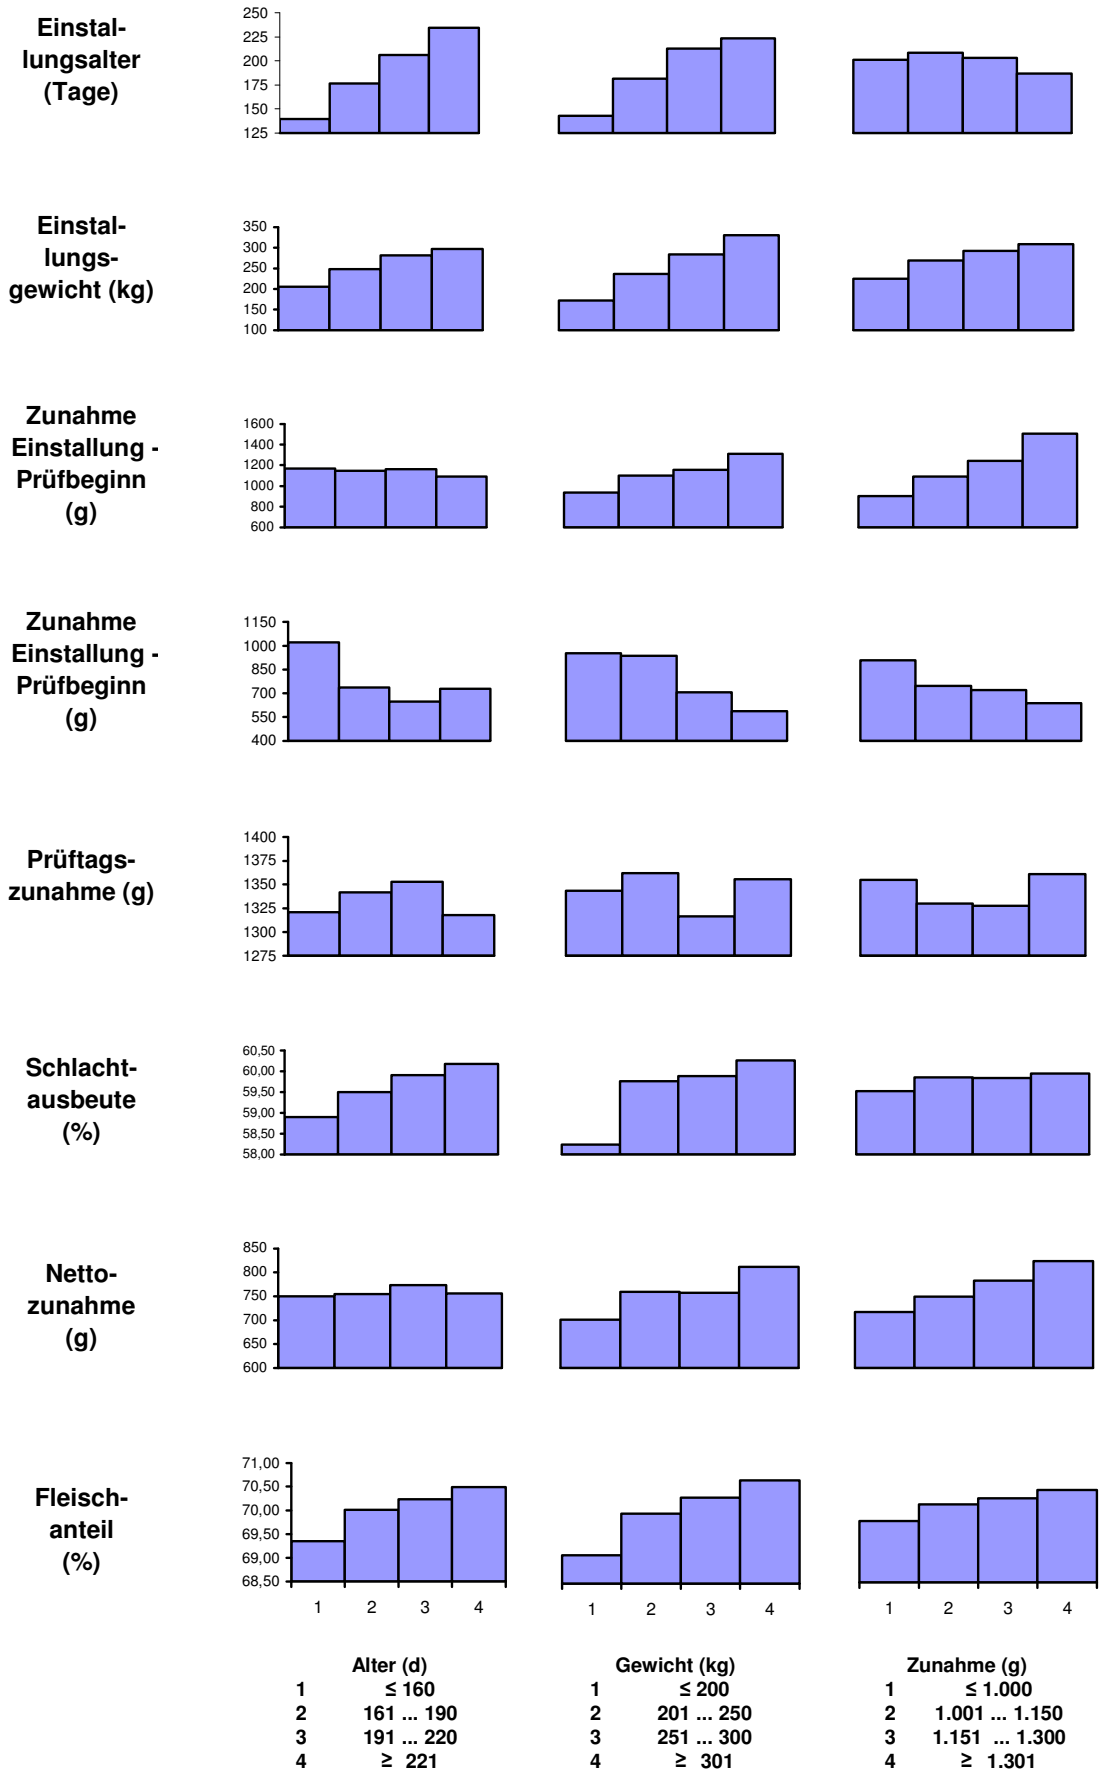 Einstal-
lungsalter
(Tage)
250
225
200
175
150
125
Einstal-
lungs-
gewicht (kg)
350
300
250
200
150
100
Zunahme
Einstallung -
Prüfbeginn
(g)
1600
1400
1200
1000
800
600
Zunahme
Einstallung -
Prüfbeginn
(g)
1150
1000
850
700
550
400
Prüftags-
zunahme (g)
1400
1375
1350
1325
1300
1275
Schlacht-
ausbeute
(%)
60,50
60,00
59,50
59,00
58,50
58,00
Netto-
zunahme
(g)
850
800
750
700
650
600
Fleisch-
anteil
(%)
71,00
70,50
70,00
69,50
69,00
68,50
1 2 3 4 1 2 3 4 1 2 3 4
Alter (d) Gewicht (kg) Zunahme (g)
1 ≤ 160 1 ≤ 200 1 ≤ 1.000
2 161 ... 190 2 201 ... 250 2 1.001 ... 1.150
3 191 ... 220 3 251 ... 300 3 1.151 ... 1.300
4 ≥ 221 4 ≥ 301 4 ≥ 1.301